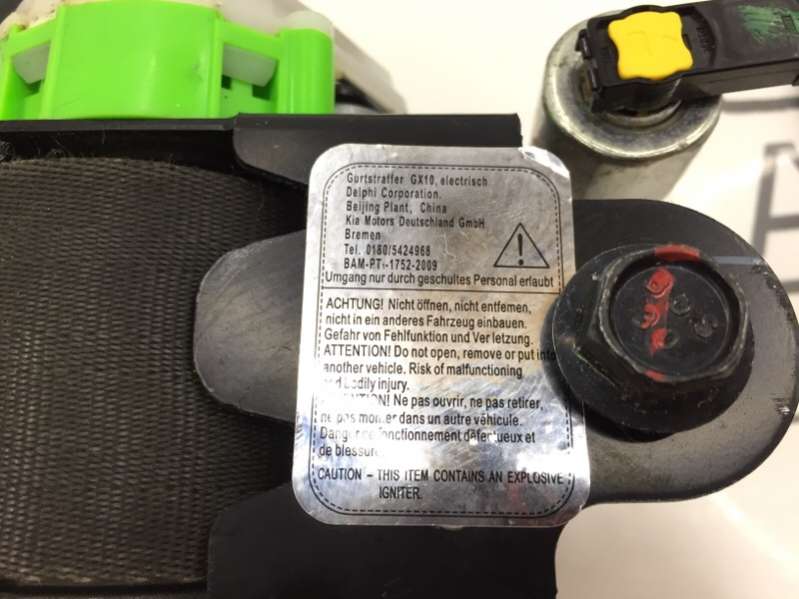 Gurtstraffer GX10, electrisch
Delphi Corporation.
Beijing Plant, China
Kia Motors Deutschland GmbH
Bremen
Tel. 0180/5424968
BAM-PT1-1752-2009
Umgang nur durch geschultes Personal erlaubt
ACHTUNG! Nicht öffnen, nicht entfemen,
nicht in ein anderes Fahrzeug einbauen.
Gefahr von Fehlfunktion und Verletzung.
ATTENTION! Do not open, remove or put into
another vehicle. Risk of malfunctioning
and bodily injury.
ATTENTION! Ne pas ouvrir, ne pas retirer,
ne pas monter dans un autre véhicule.
défectueux et
de blessure
CAUTION - THIS ITEM CONTAINS AN EXPLOSIVE
IGNITER.